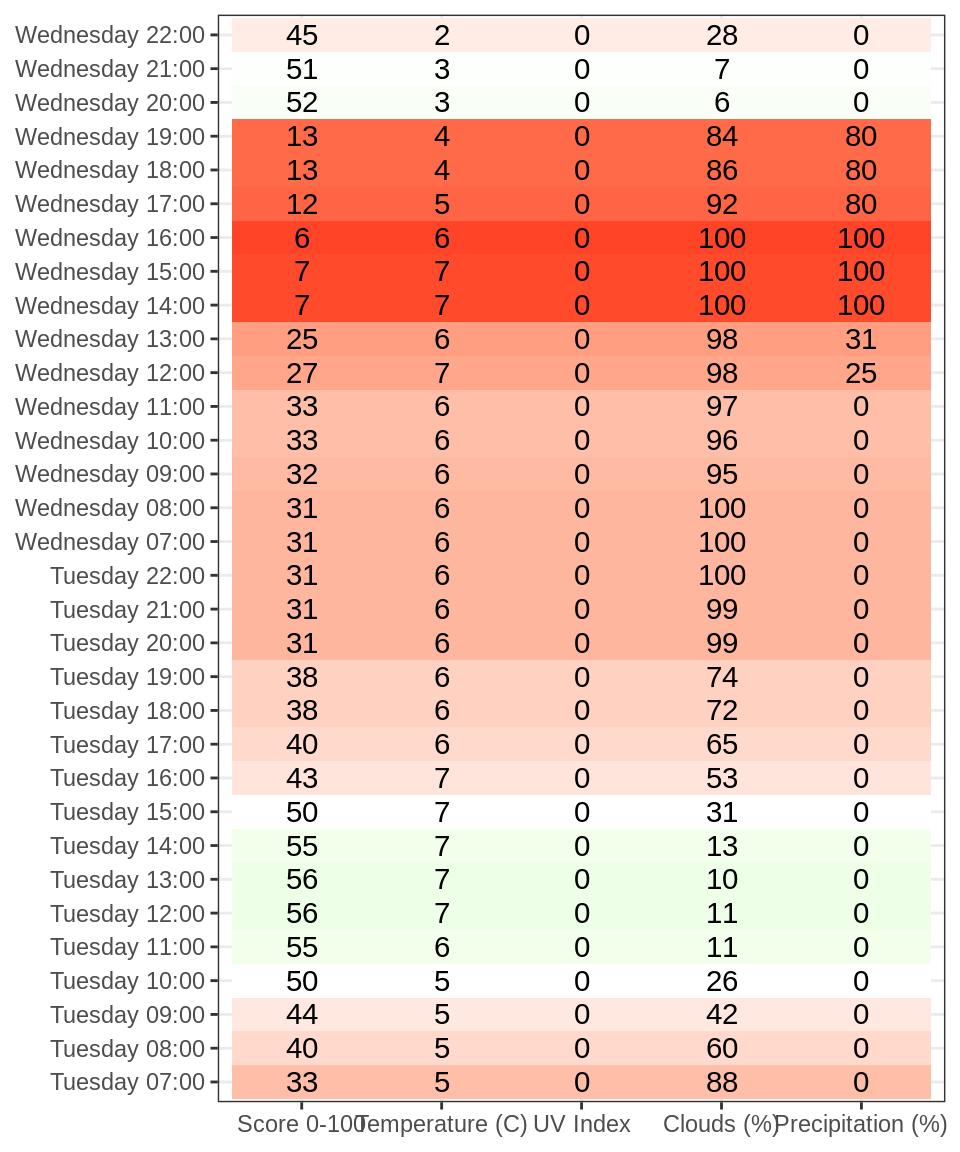 Wednesday 22:00 45 2 0 28 0
Wednesday 21:00 51 3 0 7 0
Wednesday 20:00 52 3 0 6 0
Wednesday 19:00 13 4 0 84 80
Wednesday 18:00 13 4 0 86 80
Wednesday 17:00 12 5 0 92 80
Wednesday 16:00 6 6 0 100 100
Wednesday 15:00 7 7 0 100 100
Wednesday 14:00 7 7 0 100 100
Wednesday 13:00 25 6 0 98 31
Wednesday 12:00 27 7 0 98 25
Wednesday 11:00 33 6 0 97 0
Wednesday 10:00 33 6 0 96 0
Wednesday 09:00 32 6 0 95 0
Wednesday 08:00 31 6 0 100 0
Wednesday 07:00 31 6 0 100 0
Tuesday 22:00 31 6 0 100 0
Tuesday 21:00 31 6 0 99 0
Tuesday 20:00 31 6 0 99 0
Tuesday 19:00 38 6 0 74 0
Tuesday 18:00 38 6 0 72 0
Tuesday 17:00 40 6 0 65 0
Tuesday 16:00 43 7 0 53 0
Tuesday 15:00 50 7 0 31 0
Tuesday 14:00 55 7 0 13 0
Tuesday 13:00 56 7 0 10 0
Tuesday 12:00 56 7 0 11 0
Tuesday 11:00 55 6 0 11 0
Tuesday 10:00 50 5 0 26 0
Tuesday 09:00 44 5 0 42 0
Tuesday 08:00 40 5 0 60 0
Tuesday 07:00 33 5 0 88 0
Score 0-100 Temperature (C) UV Index Clouds (%) Precipitation (%)